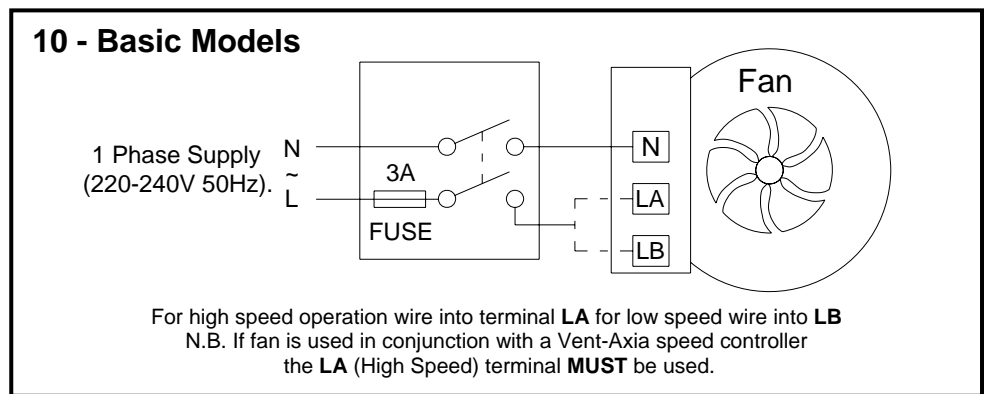 10 - Basic Models
Fan
1 Phase Supply
(220-240V 50Hz).
N
~
L
3A
FUSE
N
LA
LB
For high speed operation wire into terminal LA for low speed wire into LB
N.B. If fan is used in conjunction with a Vent-Axia speed controller
the LA (High Speed) terminal MUST be used.